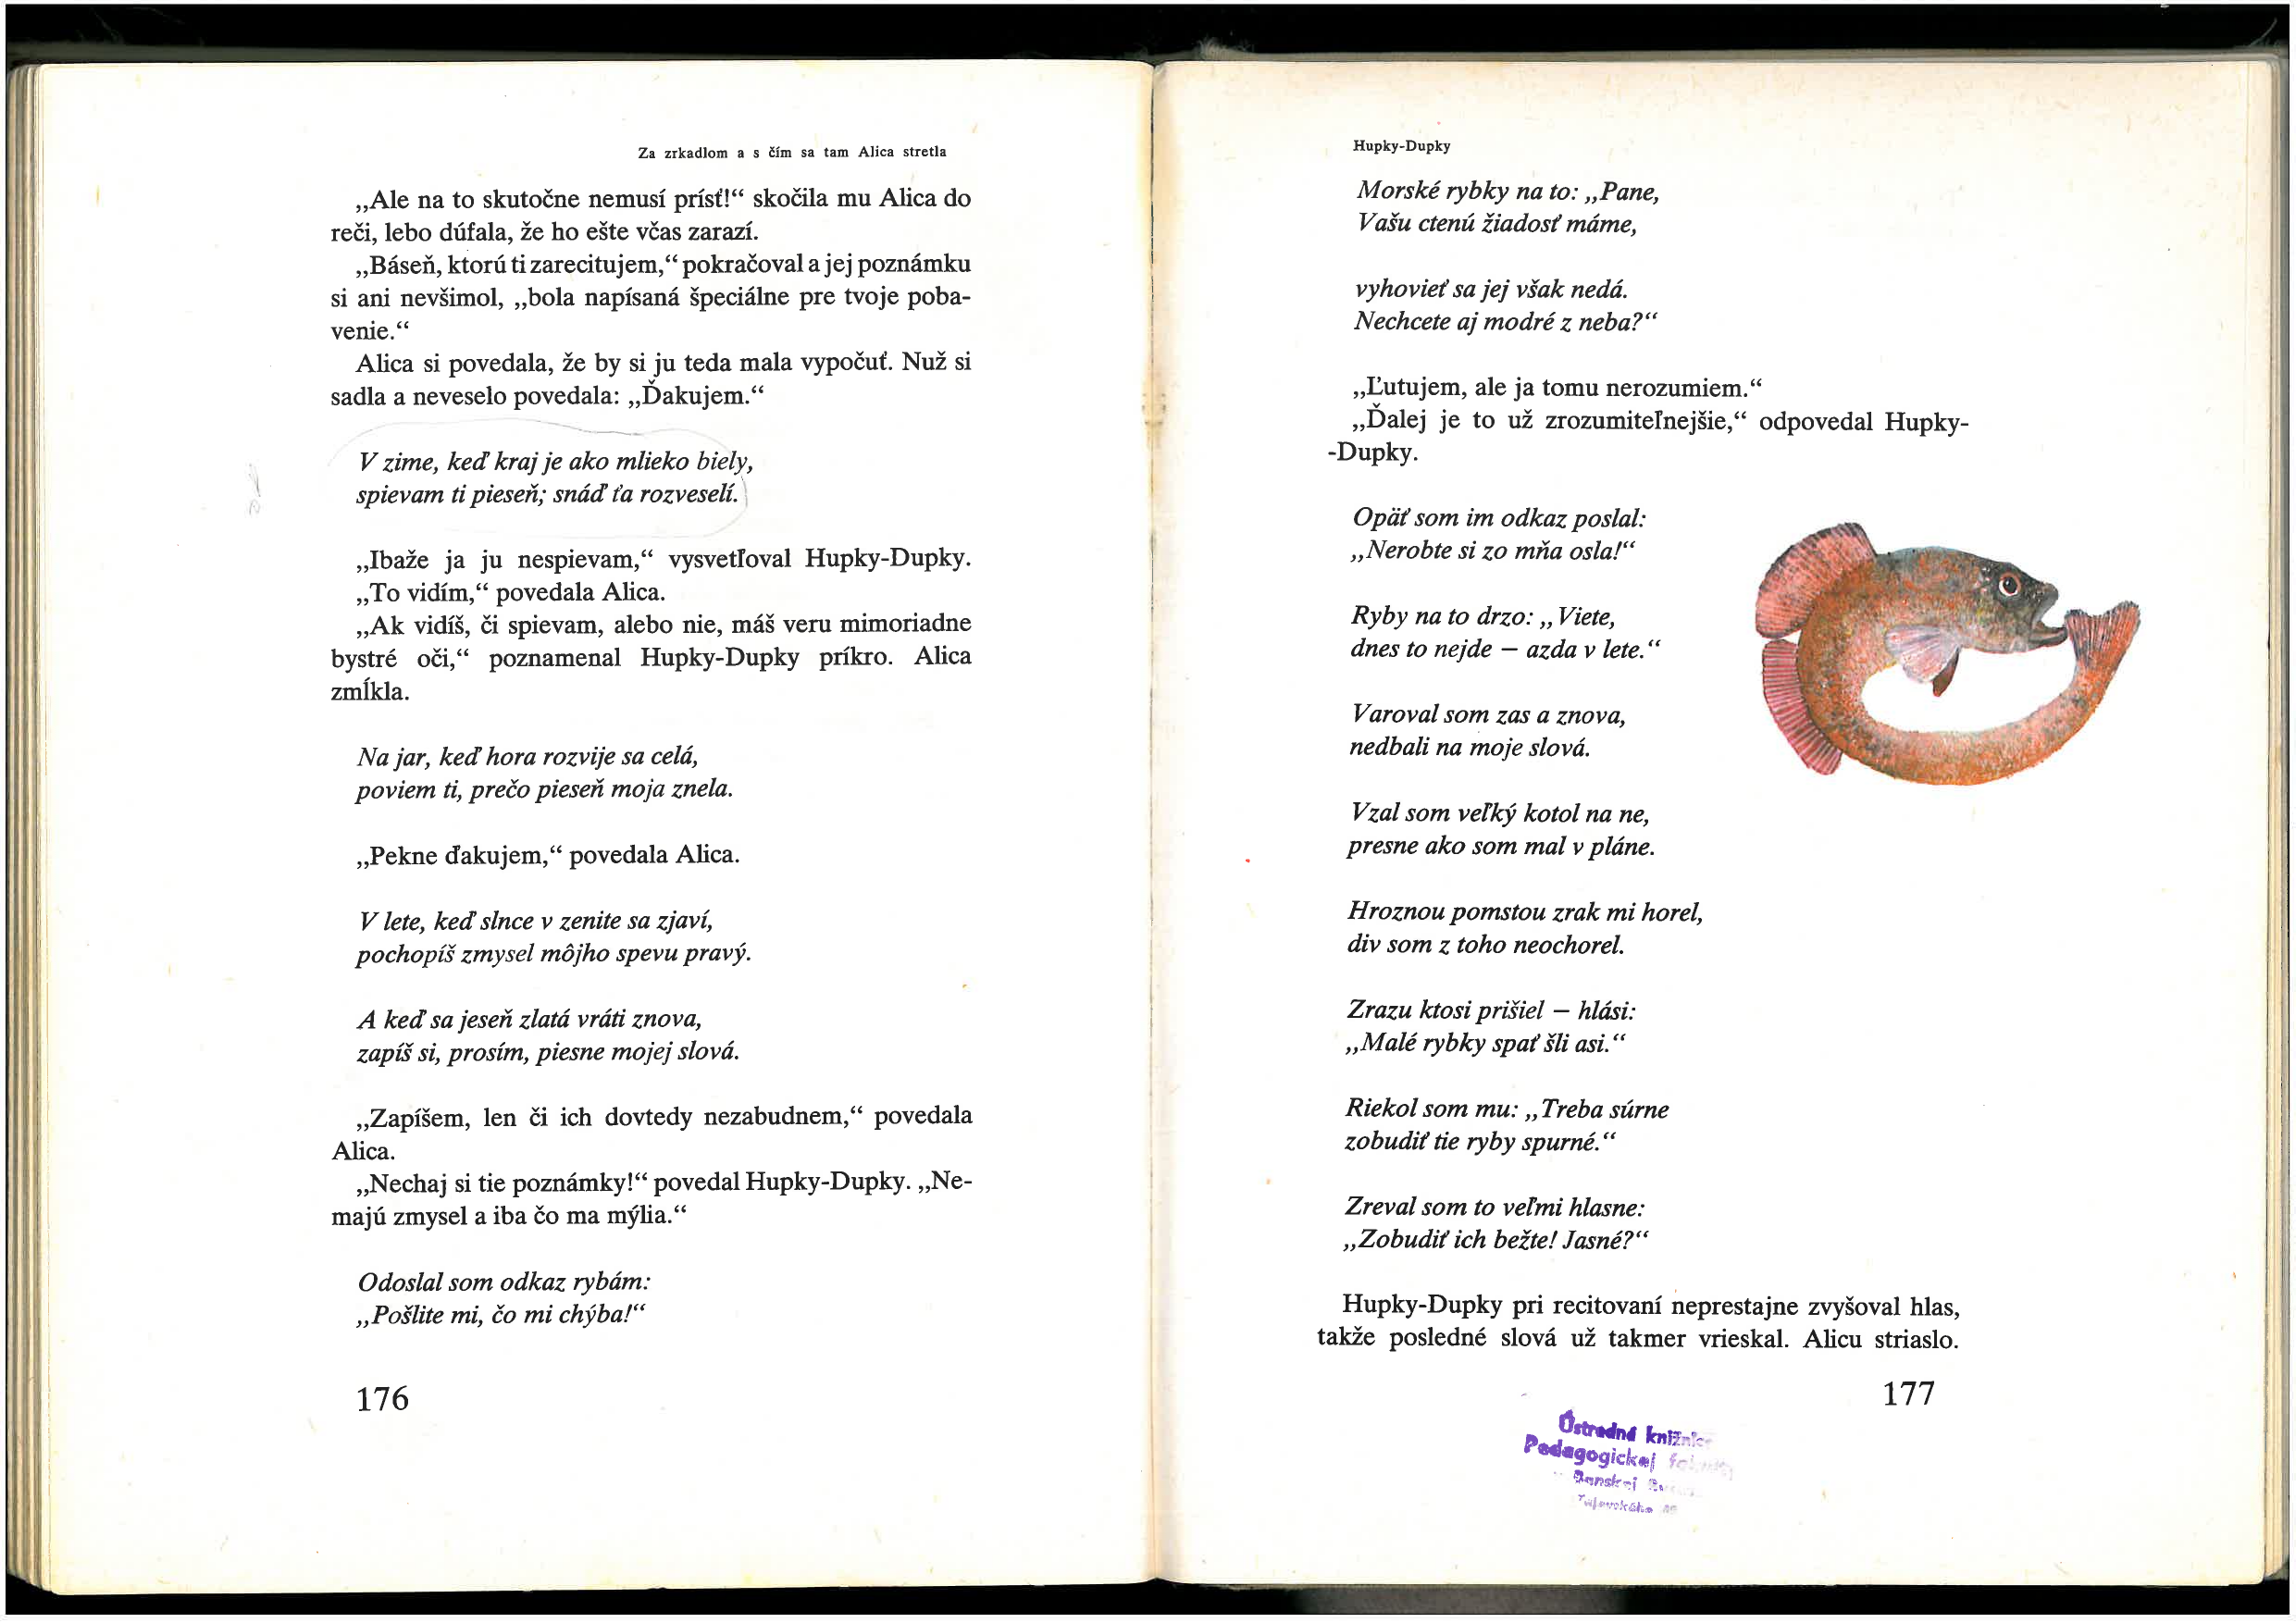 Za zrkadlom a s čím sa tam Alica stretla
„Ale na to skutočne nemusí prísť!“ skočila mu Alica do
reči, lebo dúfala, že ho ešte včas zarazí.
„Báseň, ktorú ti zarecitujem,“ pokračoval a jej poznámku
si ani nevšimol, „bola napísaná špeciálne pre tvoje poba-
venie.“
Alica si povedala, že by si ju teda mala vypočuť. Nuž si
sadla a neveselo povedala: „Ďakujem.“
V zime, keď kraj je ako mlieko biely,
spievam ti pieseň; snáď ťa rozveselí.
„Ibaže ja ju nespievam,“ vysvetľoval Hupky-Dupky.
„To vidím,“ povedala Alica.
„Ak vidíš, či spievam, alebo nie, máš veru mimoriadne
bystré oči,“ poznamenal Hupky-Dupky príkro. Alica
zmĺkla.
Na jar, keď hora rozvije sa celá,
poviem ti, prečo pieseň moja znela.
„Pekne ďakujem,“ povedala Alica.
V lete, keď slnce v zenite sa zjaví,
pochopíš zmysel môjho spevu pravý.
A keď sa jeseň zlatá vráti znova,
zapíš si, prosím, piesne mojej slová.
„Zapíšem, len či ich dovtedy nezabudnem,“ povedala
Alica.
„Nechaj si tie poznámky!“ povedal Hupky-Dupky. „Ne-
majú zmysel a iba čo ma mýlia.“
Odoslal som odkaz rybám:
„Pošlite mi, čo mi chýba!“
176
Hupky-Dupky
Morské rybky na to: „Pane,
Vašu ctenú žiadosť máme,
vyhovieť sa jej však nedá.
Nechcete aj modré z neba?“
„Ľutujem, ale ja tomu nerozumiem.“
„Ďalej je to už zrozumiteľnejšie,“ odpovedal Hupky-
-Dupky.
Opäť som im odkaz poslal:
„Nerobte si zo mňa osla!“
Ryby na to drzo: „Viete,
dnes to nejde — azda v lete.“
Varoval som zas a znova,
nedbali na moje slová.
Vzal som veľký kotol na ne,
presne ako som mal v pláne.
Hroznou pomstou zrak mi horel,
div som z toho neochorel.
Zrazu ktosi prišiel — hlási:
„Malé rybky spať šli asi.“
Riekol som mu: „Treba súrne
zobudiť tie ryby spurné.“
Zreval som to veľmi hlasne:
„Zobudiť ich bežte! Jasné?“
Hupky-Dupky pri recitovaní neprestajne zvyšoval hlas,
takže posledné slová už takmer vrieskal. Alicu striaslo.
177
Ústredná
Pedagogickej